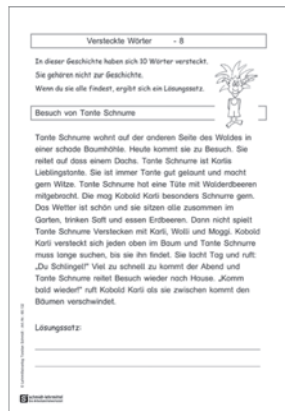 Versteckte Wörter - 8
In dieser Geschichte haben sich 10 Wörter versteckt.
Sie gehören nicht zur Geschichte.
Wenn du sie alle findest, ergibt sich ein Lösungssatz.
Besuch von Tante Schnurre
Tante Schnurre wohnt auf der anderen Seite des Waldes in
einer schade Baumhöhle. Heute kommt sie zu Besuch. Sie
reitet auf dass einem Dachs. Tante Schnurre ist Karlis
Lieblingstante. Sie ist immer Tante gut gelaunt und macht
gern Witze. Tante Schnurre hat eine Tüte mit Walderdbeeren
mitgebracht. Die mag Kobold Karli besonders Schnurre gern.
Das Wetter ist schön und sie sitzen alle zusammen im
Garten, trinken Saft und essen Erdbeeren. Dann nicht spielt
Tante Schnurre Verstecken mit Karli, Walli und Maggi. Kobold
Karli versteckt sich jeden oben im Baum und Tante Schnurre
muss lange suchen, bis sie ihn findet. Sie lacht Tag und ruft:
„Du Schlingel!" Viel zu schnell zu kommt der Abend und
Tante Schnurre reitet Besuch wieder nach Hause. „Komm
bald wieder!" ruft Kobold Karli als sie zwischen kommt den
Bäumen verschwindet.
Lösungssatz: